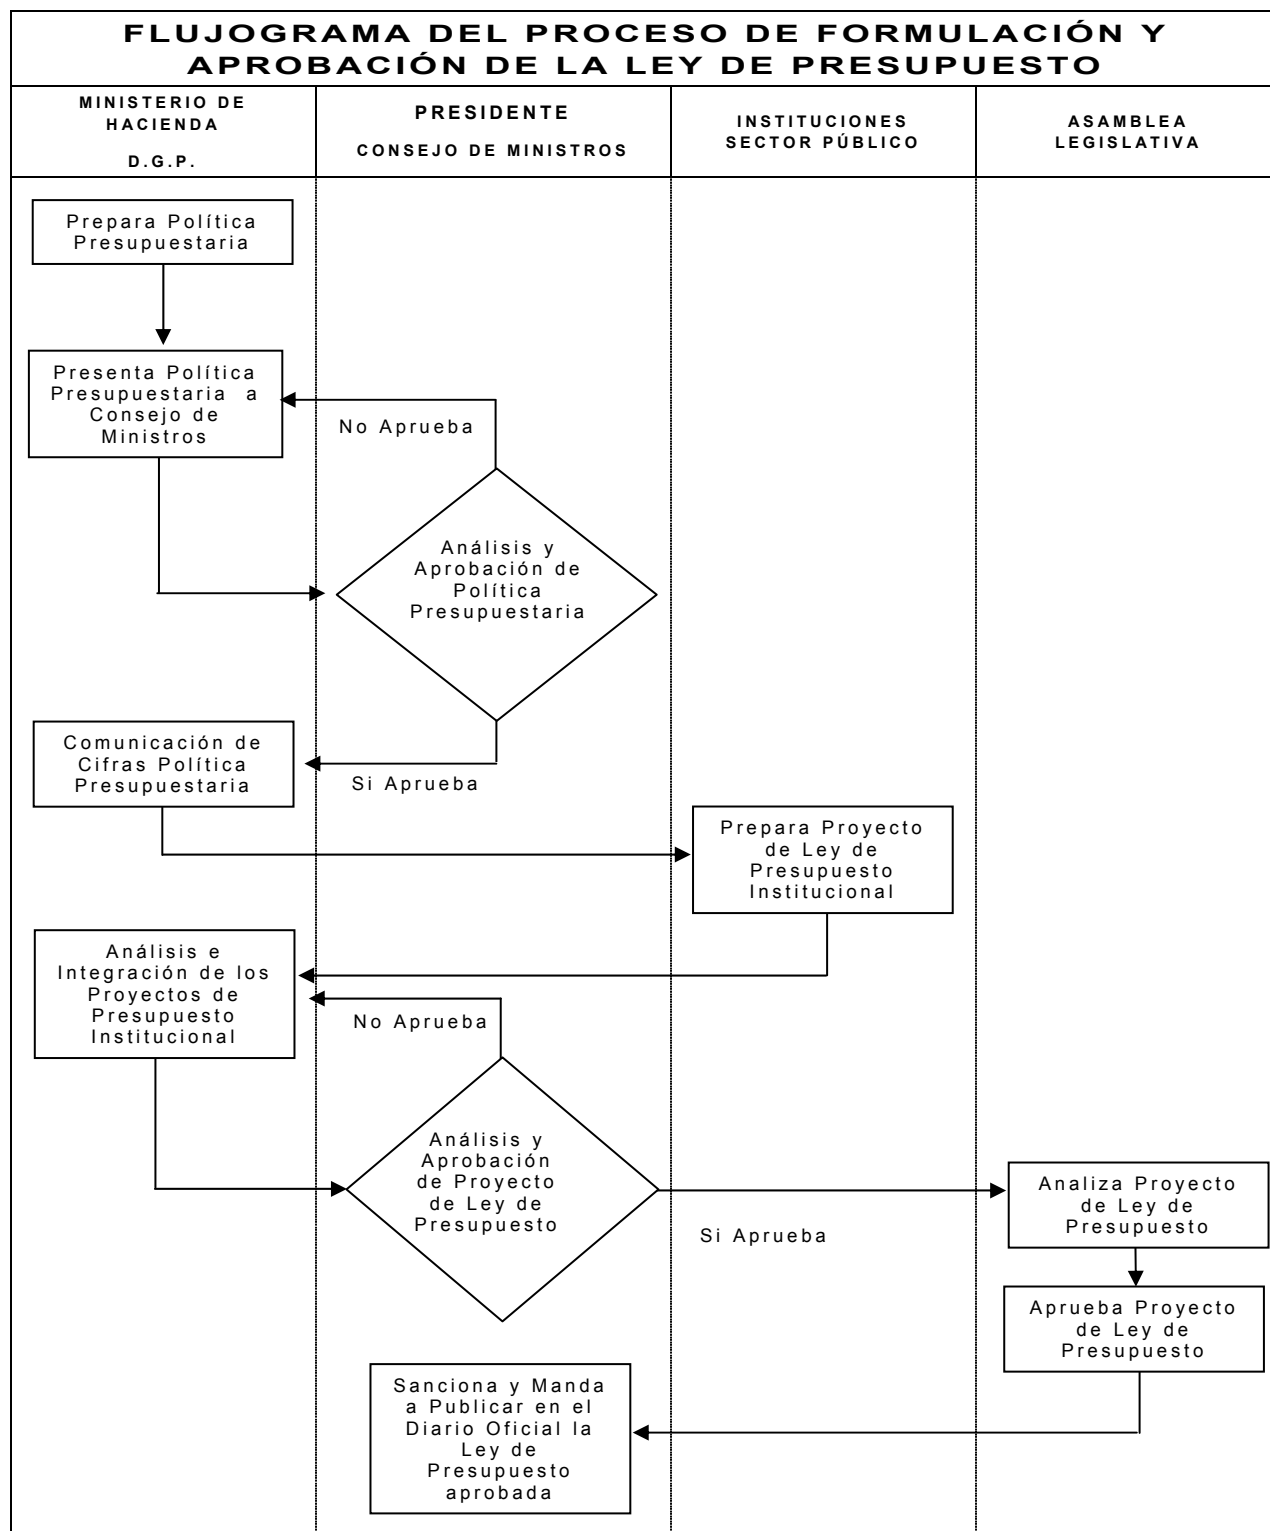 FLUJOGRAMA DEL PROCESO DE FORMULACIÓN Y
APROBACIÓN DE LA LEY DE PRESUPUESTO
MINISTERIO DE
HACIENDA
D.G.P.
PRESIDENTE
CONSEJO DE MINISTROS
INSTITUCIONES
SECTOR PÚBLICO
ASAMBLEA
LEGISLATIVA
Prepara Política
Presupuestaria
Presenta Política
Presupuestaria a
Consejo de
Ministros
No Aprueba
Análisis y
Aprobación de
Política
Presupuestaria
Comunicación de
Cifras Política
Presupuestaria
Si Aprueba
Prepara Proyecto
de Ley de
Presupuesto
Institucional
Análisis e
Integración de los
Proyectos de
Presupuesto
Institucional
No Aprueba
Análisis y
Aprobación
de Proyecto
de Ley de
Presupuesto
Si Aprueba
Analiza Proyecto
de Ley de
Presupuesto
Aprueba Proyecto
de Ley de
Presupuesto
Sanciona y Manda
a Publicar en el
Diario Oficial la
Ley de
Presupuesto
aprobada